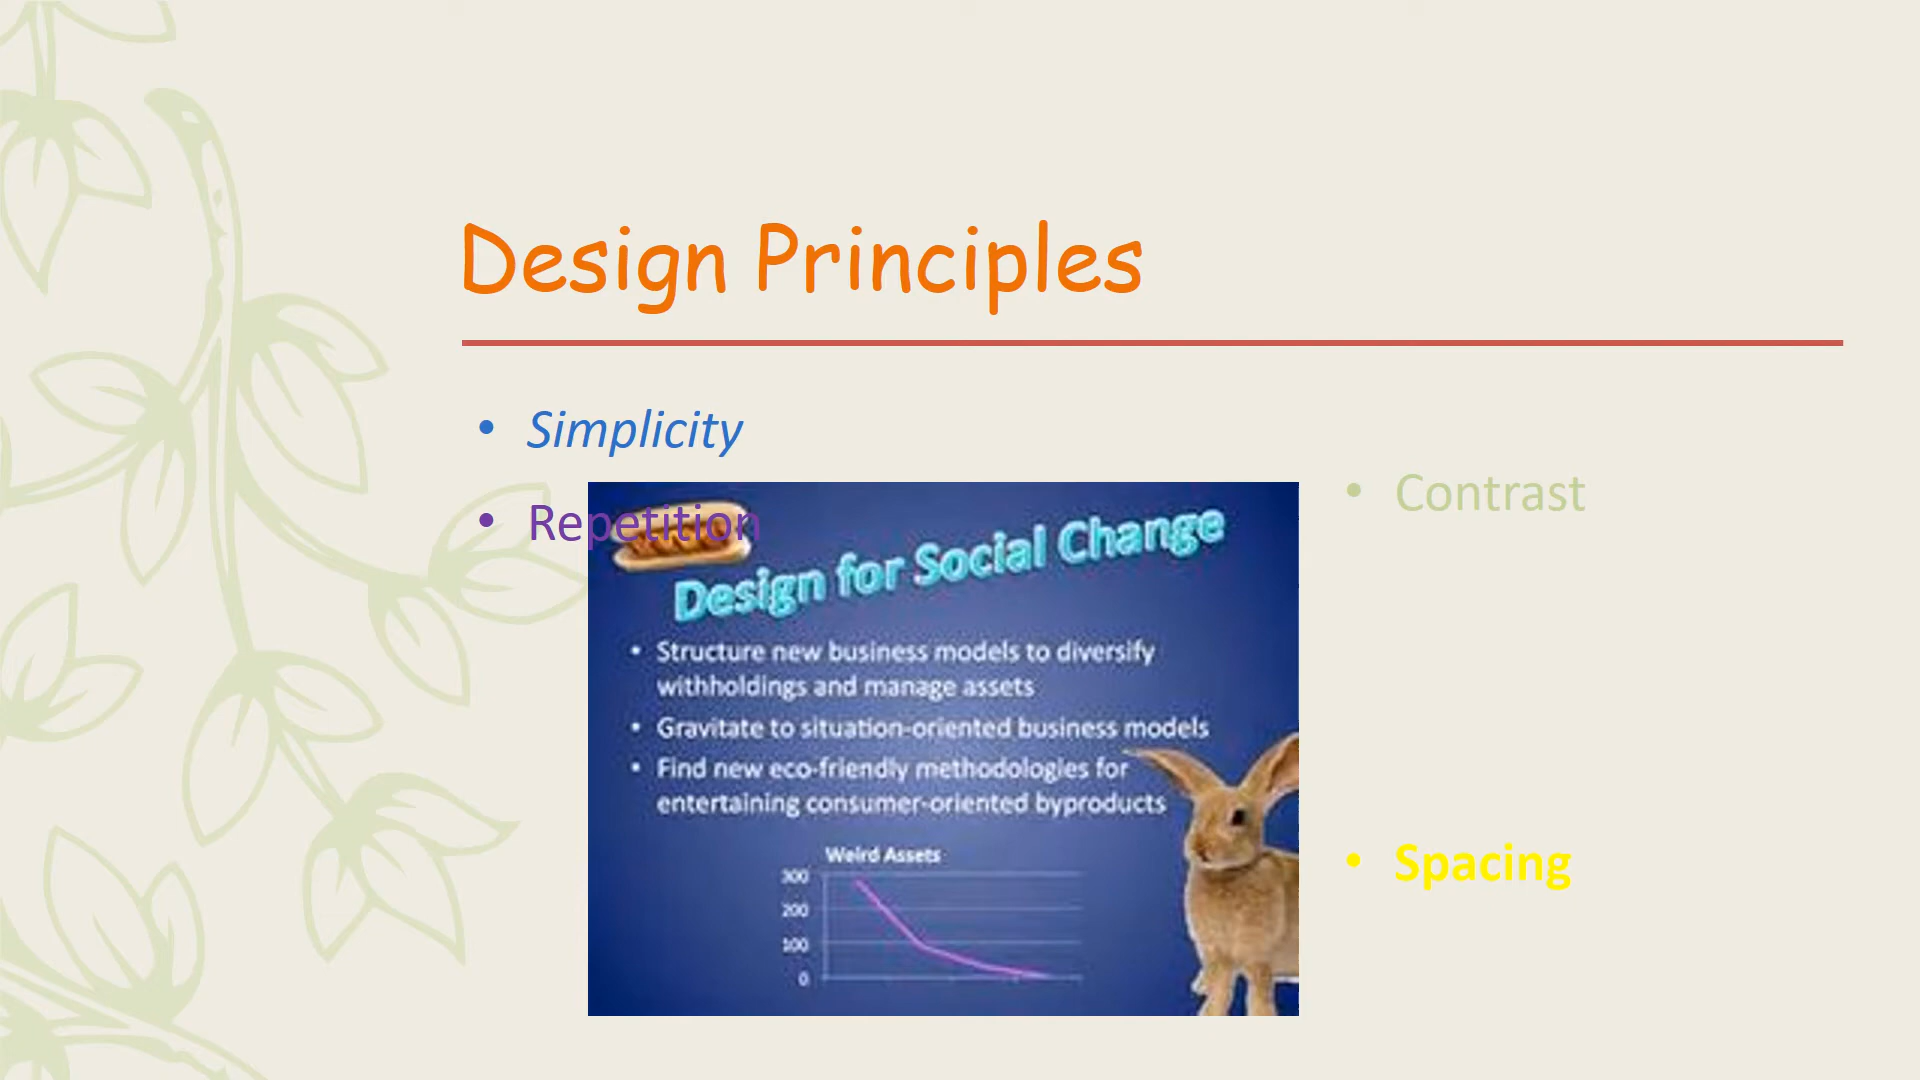 Design Principles
• Simplicity
• Repetition
• Contrast
• Spacing
Design for Social Change
• Structure new business models to diversify
withholdings and manage assets
• Gravitate to situation-oriented business models
• Find new eco-friendly methodologies for
entertaining consumer-oriented byproducts
Weird Assets
300
200
100
0